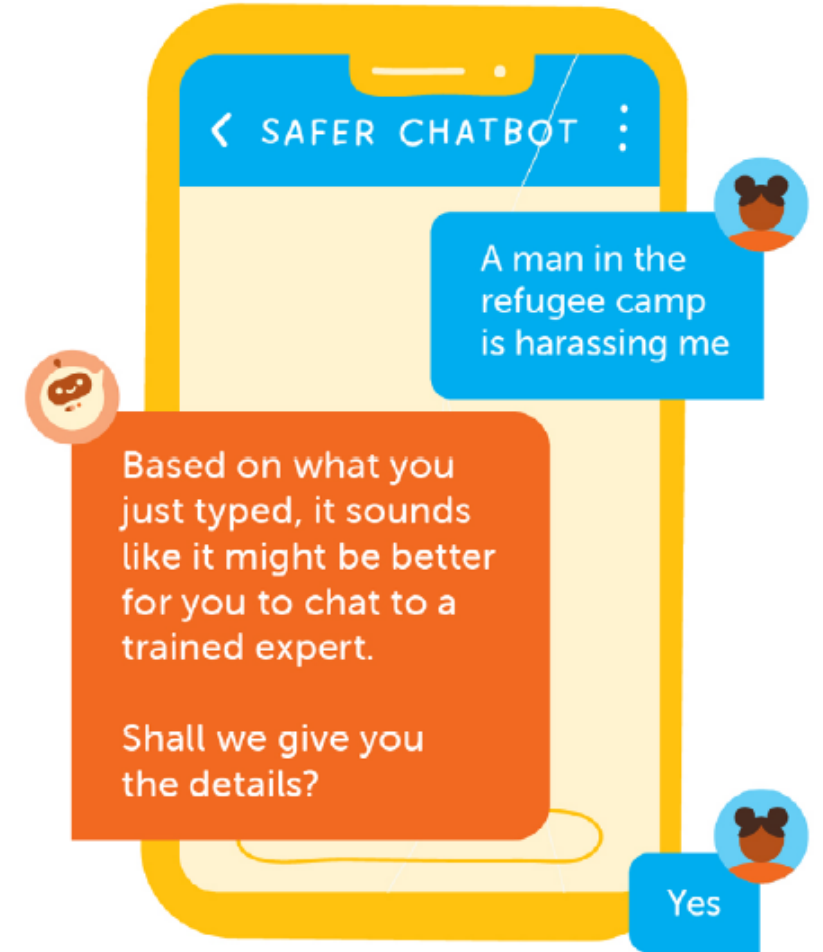 SAFER CHATBOT
A man in the
refugee camp
is harassing me
Based on what you
just typed, it sounds
like it might be better
for you to chat to a
trained expert.
Shall we give you
the details?
Yes